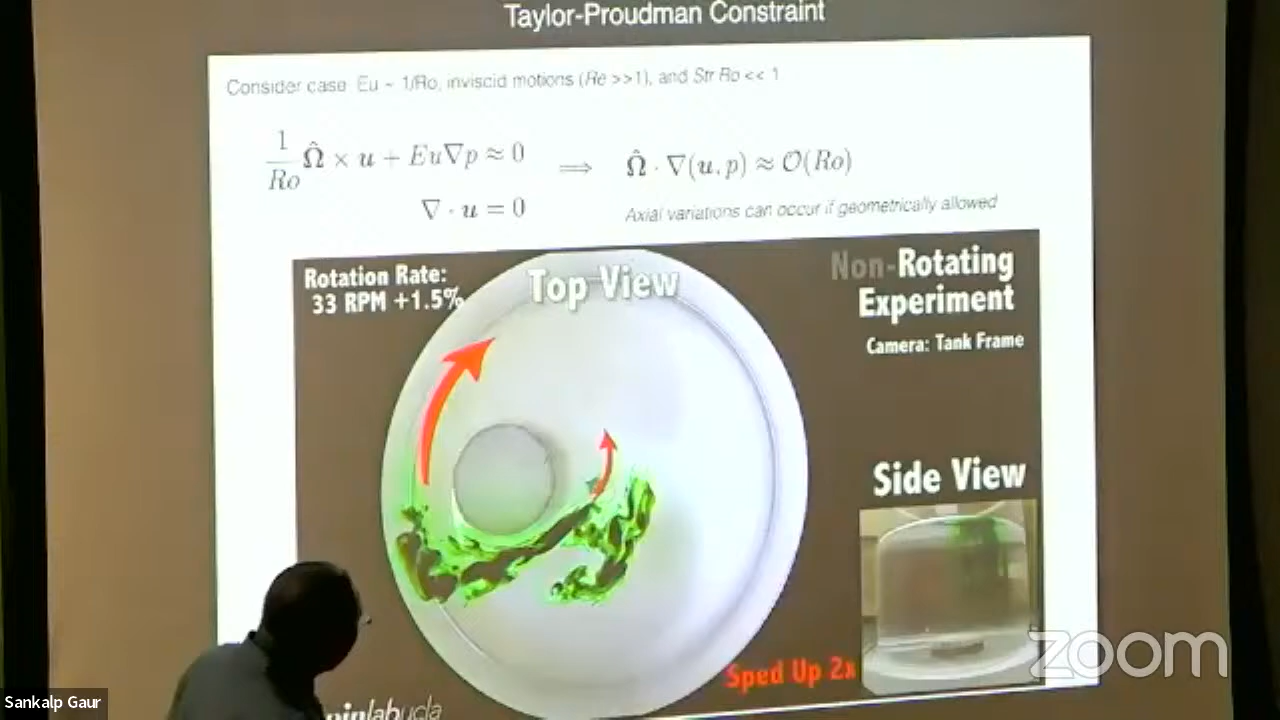 Taylor-Proudman Constraint
Consider case Eu ~ 1/Ro, inviscid motions (Re >>1), and Str Ro << 1
1/Ro Ω̂ × u + Eu∇p ≈ 0 ⟹ Ω̂ · ∇(u, p) ≈ O(Ro)
∇ · u = 0
Axial variations can occur if geometrically allowed
Rotation Rate:
33 RPM +1.5%
Top View
Non-Rotating
Experiment
Camera: Tank Frame
Side View
Sped Up 2x
zoom
Sankalp Gaur